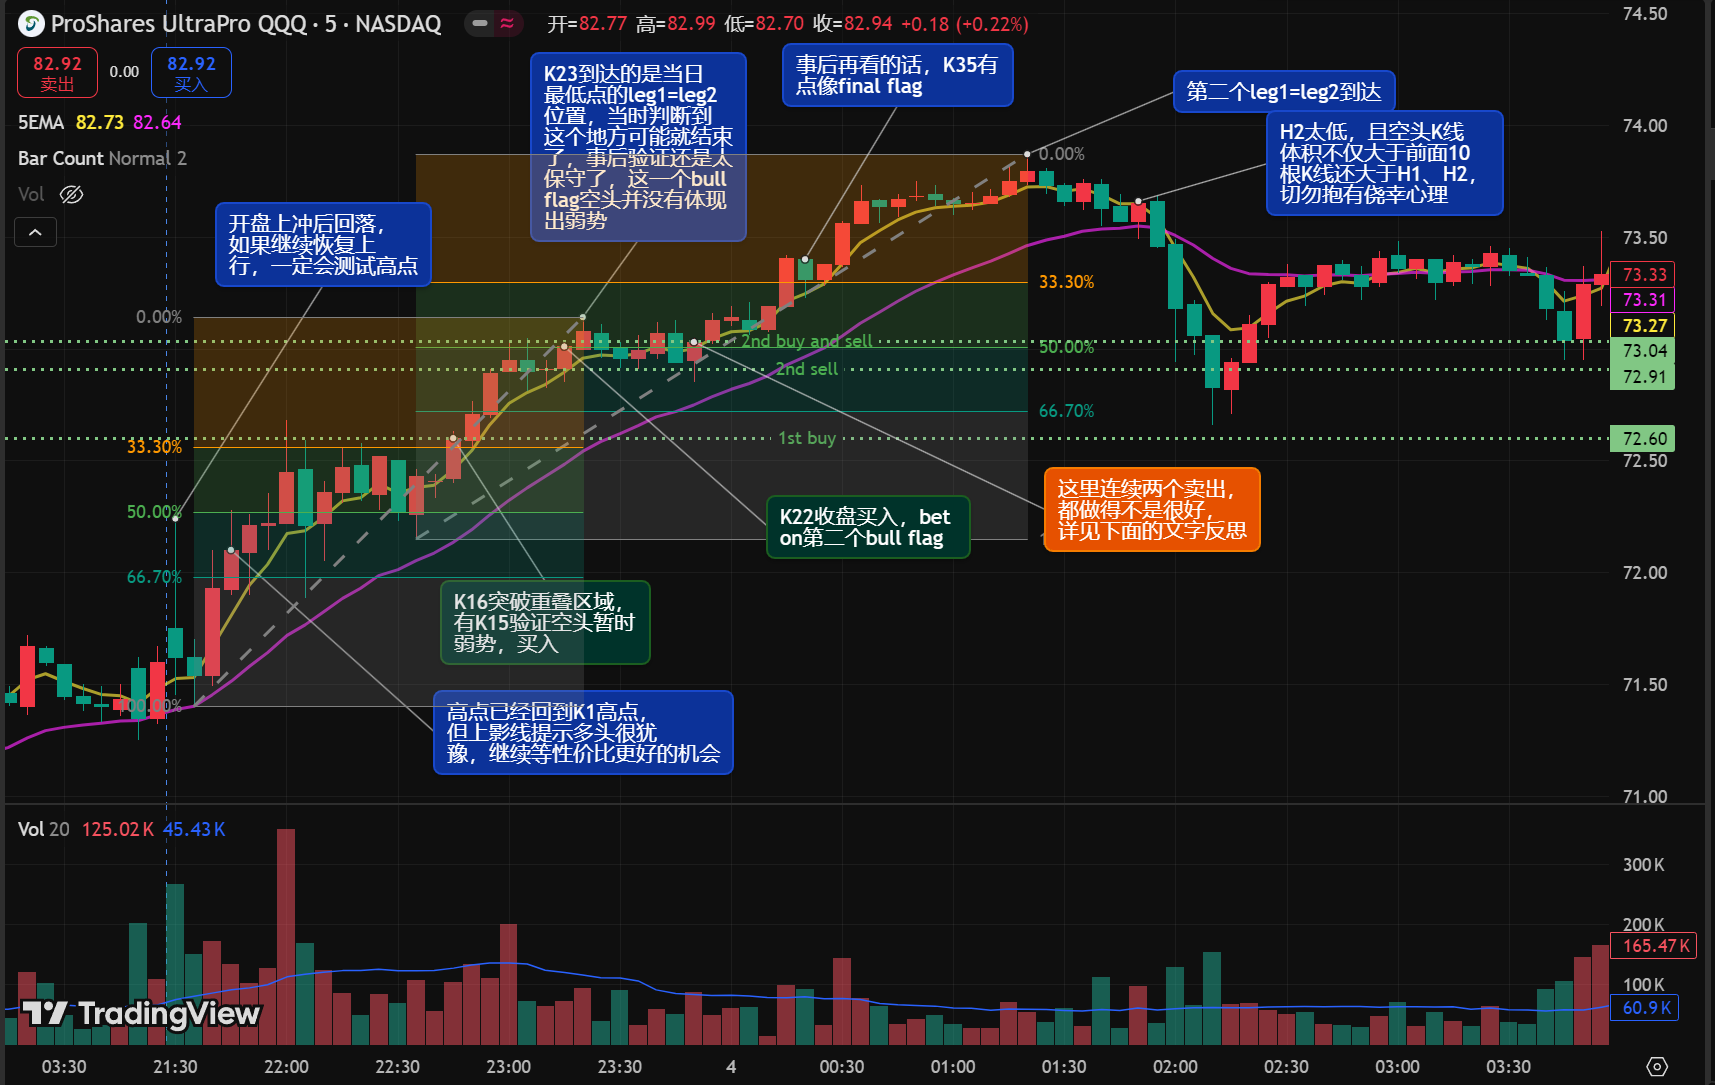 ProShares UltraPro QQQ · 5 · NASDAQ
开=82.77 高=82.99 低=82.70 收=82.94 +0.18 (+0.22%)
82.92
卖出
0.00
82.92
买入
5EMA 82.73 82.64
Bar Count Normal 2
Vol
开盘上冲后回落，
如果继续恢复上
行，一定会测试高点
K23到达的是当日
最低点的leg1=leg2
位置，当时判断到
这个地方可能就结束
了，事后验证还是太
保守了，这一个bull
flag空头并没有体现
出弱势
事后再看的话，K35有
点像final flag
第二个leg1=leg2到达
H2太低，且空头K线
体积不仅大于前面10
根K线还大于H1、H2，
切勿抱有侥幸心理
0.00%
33.30%
50.00%
66.70%
0.00%
33.30%
50.00%
66.70%
100.00%
2nd buy and sell
2nd sell
1st buy
K22收盘买入，bet
on第二个bull flag
这里连续两个卖出，
都做得不是很好，
详见下面的文字反思
K16突破重叠区域，
有K15验证空头暂时
弱势，买入
高点已经回到K1高点，
但上影线提示多头很犹
豫，继续等性价比更好的机会
74.50
74.00
73.50
73.33
73.31
73.27
73.04
72.91
72.60
72.50
72.00
71.50
71.00
Vol 20 125.02K 45.43K
300K
200K
165.47K
100K
60.9K
TradingView
03:30
21:30
22:00
22:30
23:00
23:30
4
00:30
01:00
01:30
02:00
02:30
03:00
03:30